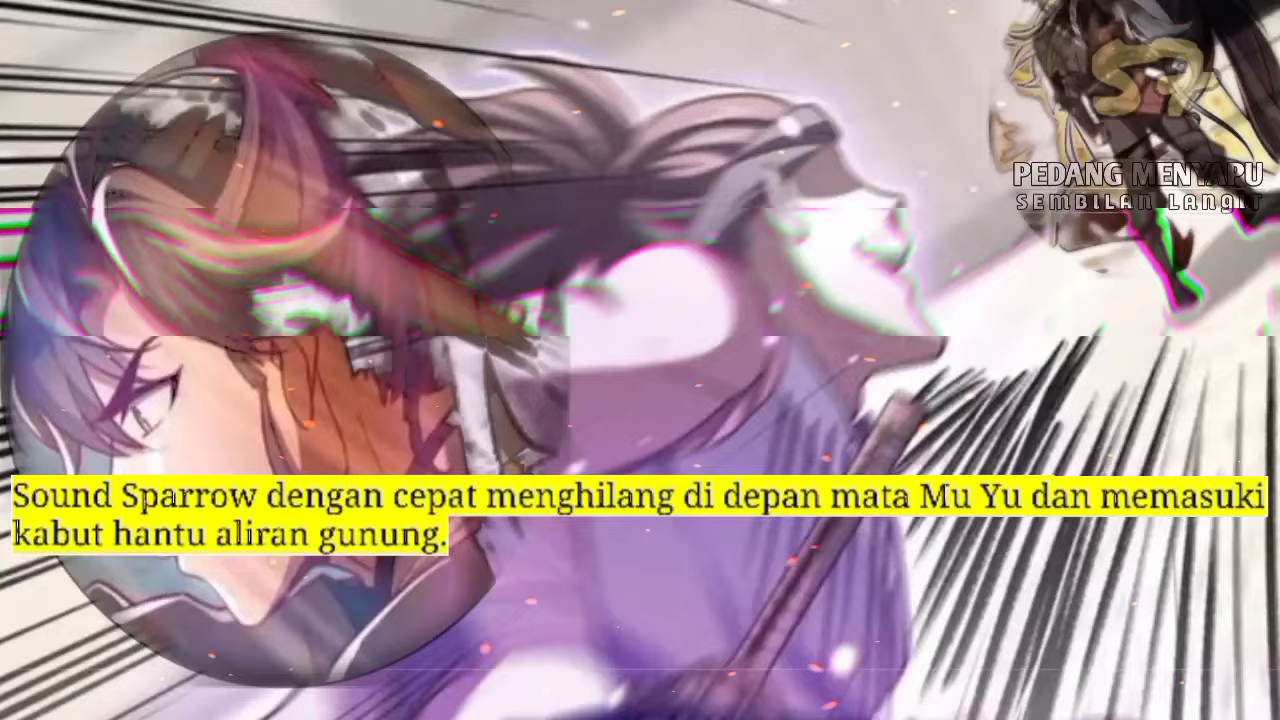 PEDANG MENYAPU
SEMBILAN LANGIT
Sound Sparrow dengan cepat menghilang di depan mata Mu Yu dan memasuki
kabut hantu aliran gunung.